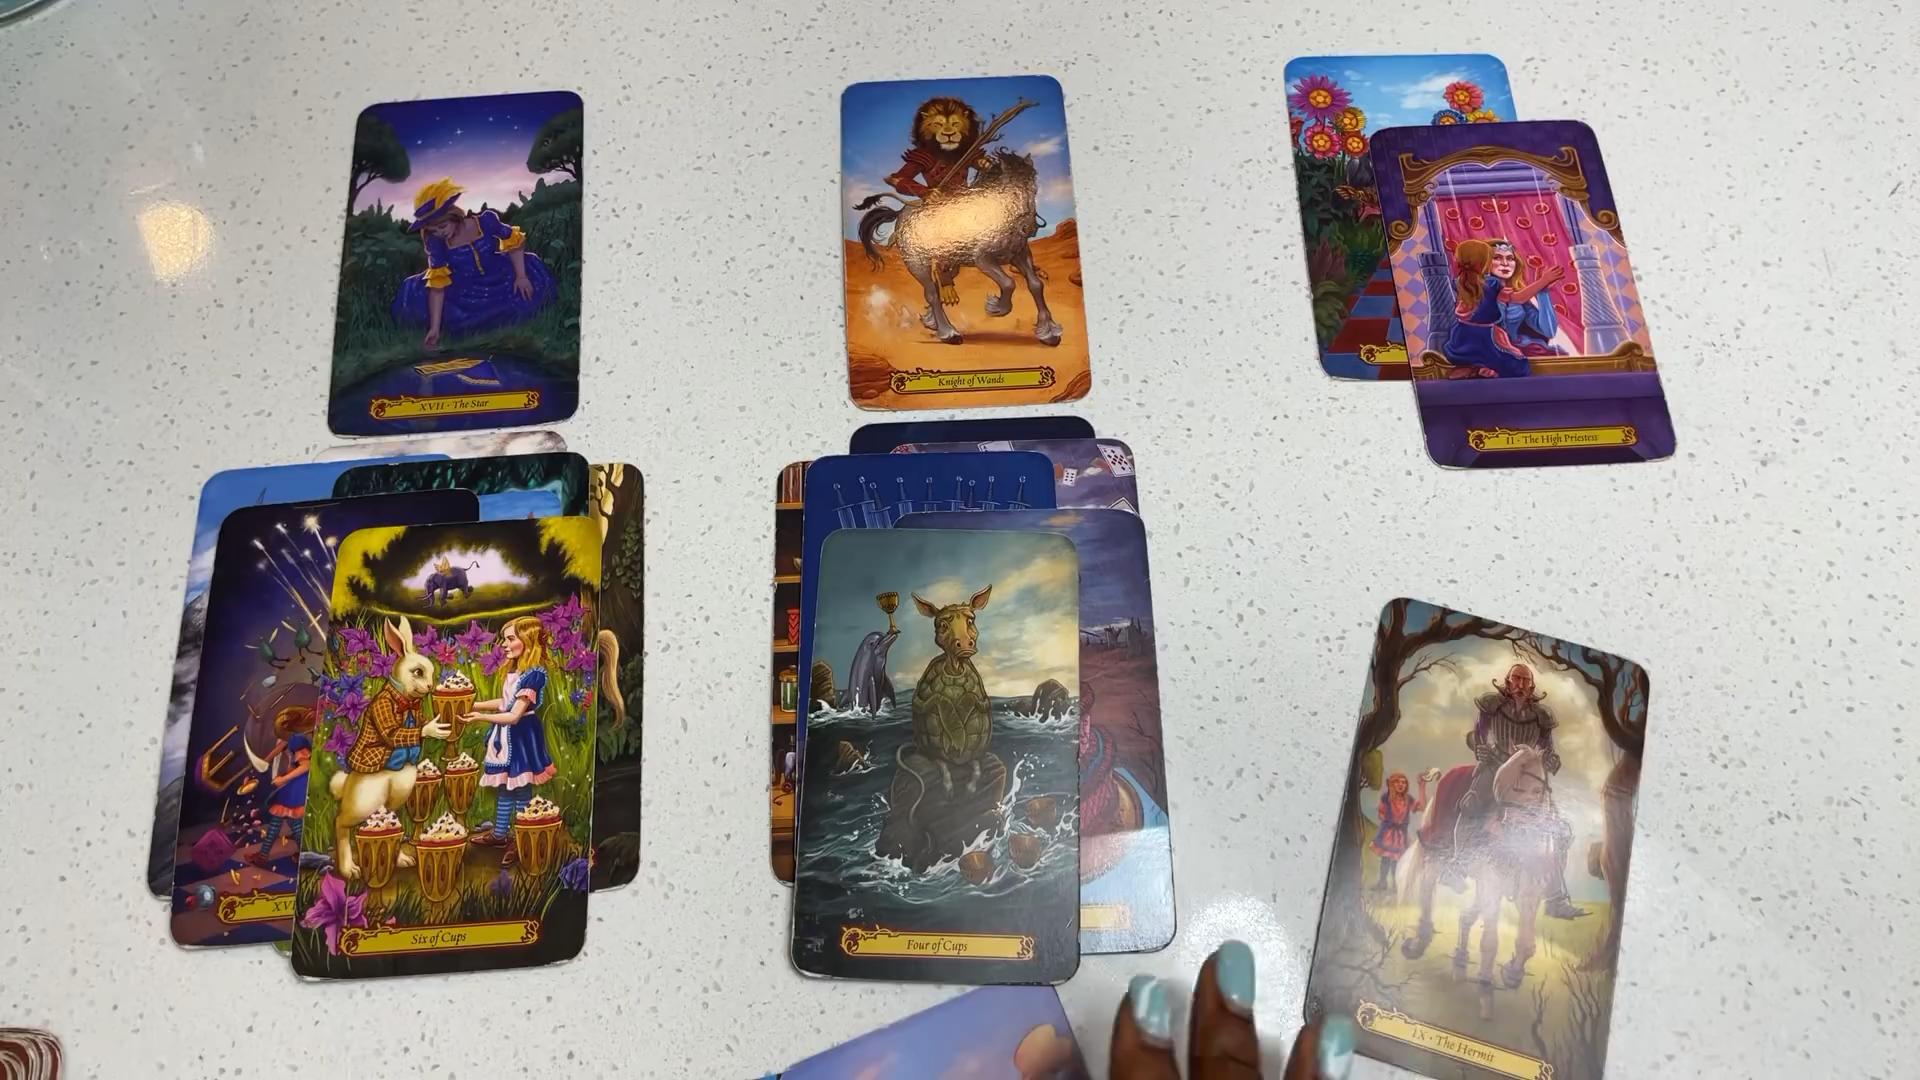 XVII · The Star
Knight of Wands
II · The High Priestess
XVI
Six of Cups
Four of Cups
IX · The Hermit